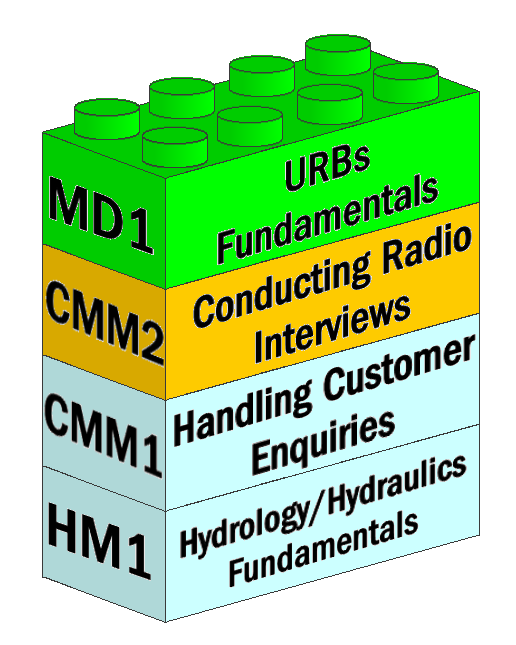 MD1
URBs
Fundamentals
CMM2
Conducting Radio
Interviews
CMM1
Handling Customer
Enquiries
HM1
Hydrology/Hydraulics
Fundamentals